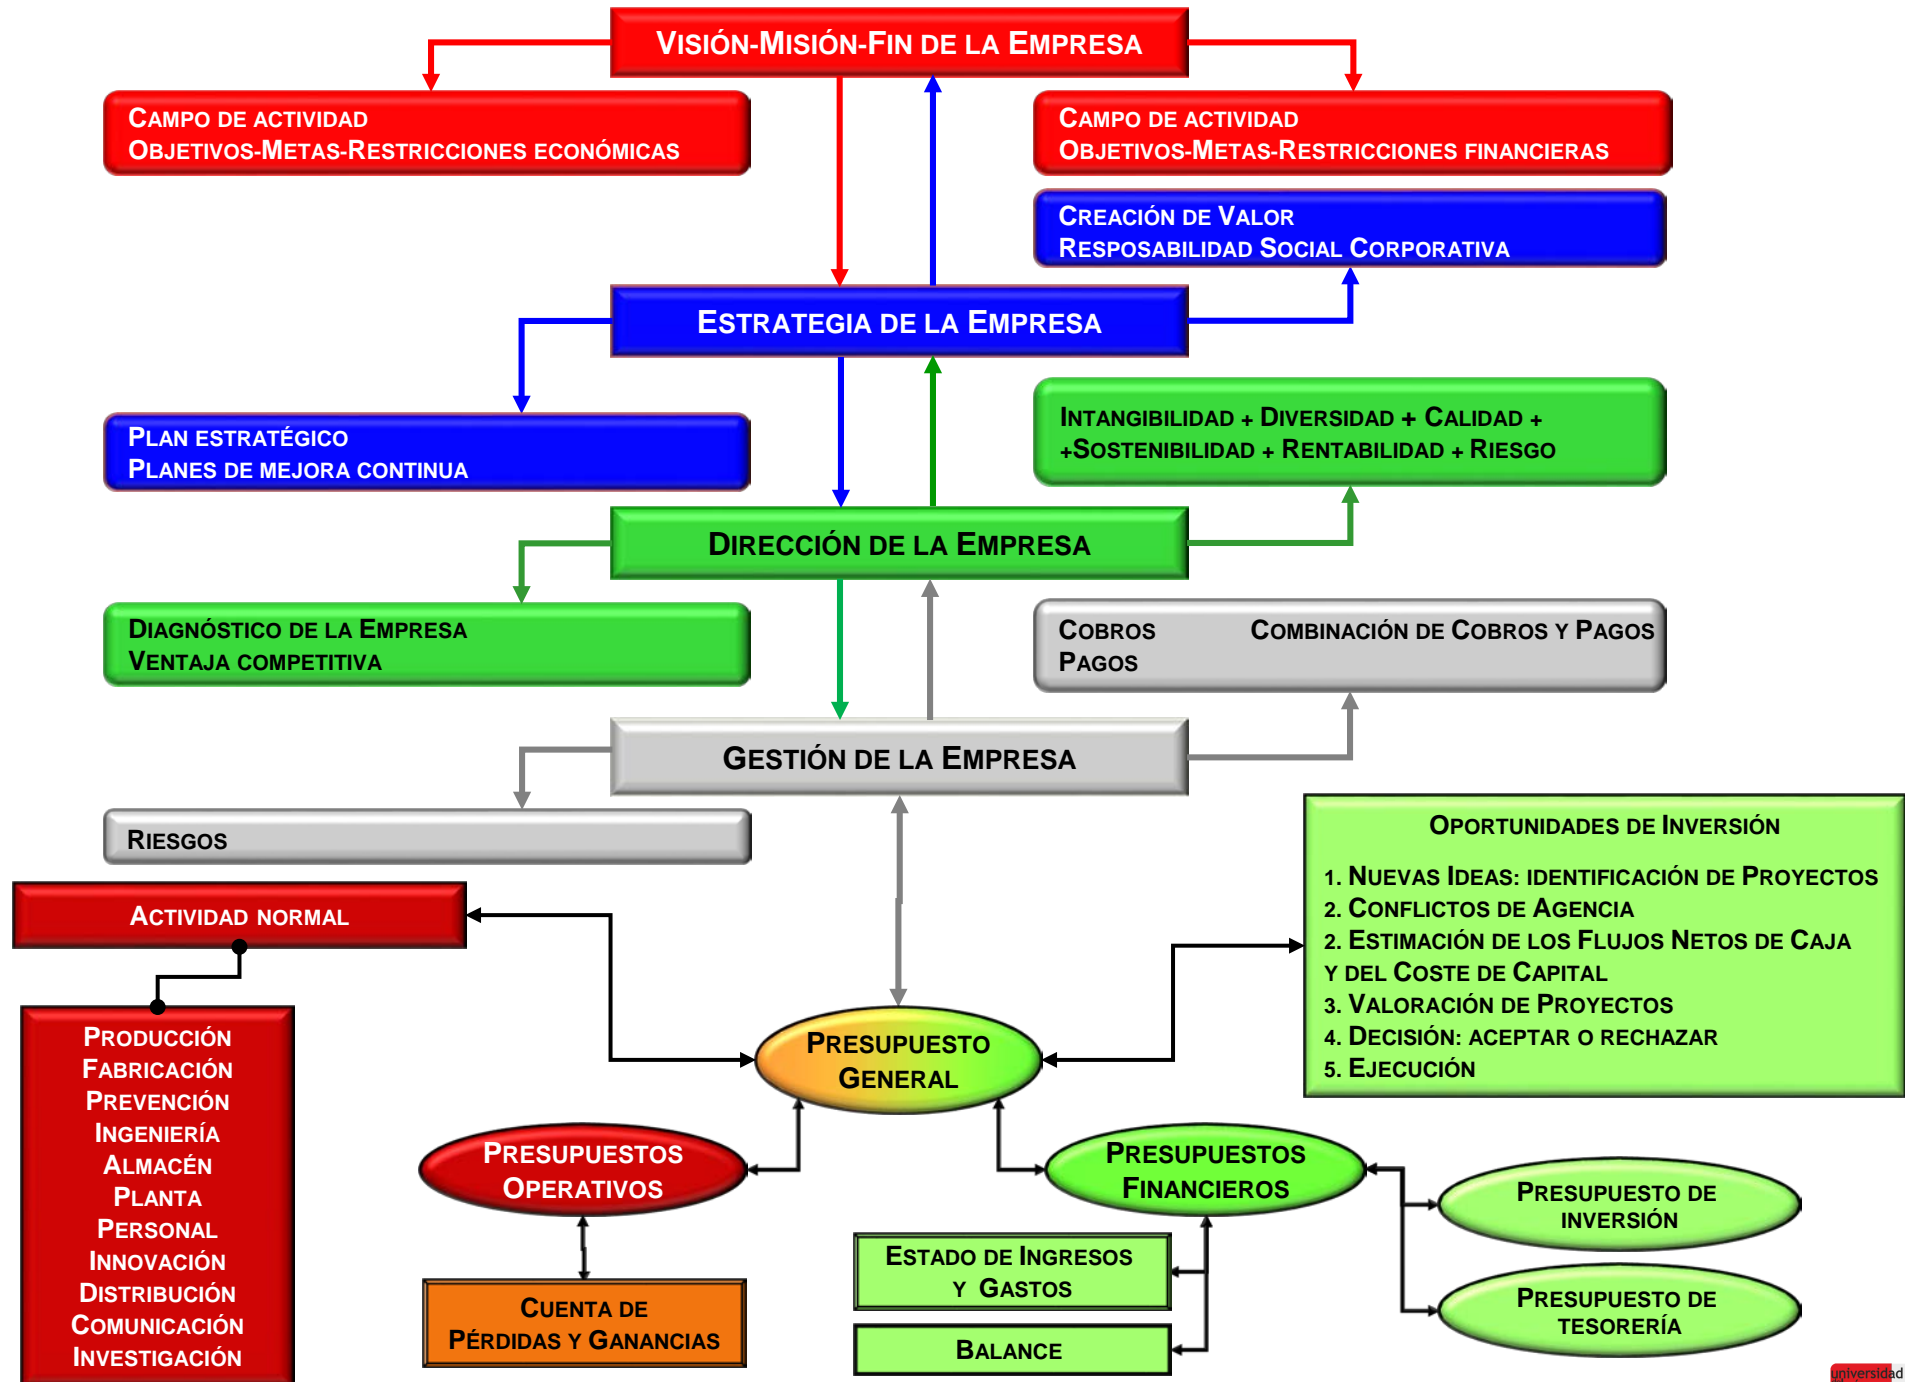 VISIÓN-MISIÓN-FIN DE LA EMPRESA
CAMPO DE ACTIVIDAD
OBJETIVOS-METAS-RESTRICCIONES ECONÓMICAS
CAMPO DE ACTIVIDAD
OBJETIVOS-METAS-RESTRICCIONES FINANCIERAS
CREACIÓN DE VALOR
RESPOSABILIDAD SOCIAL CORPORATIVA
ESTRATEGIA DE LA EMPRESA
PLAN ESTRATÉGICO
PLANES DE MEJORA CONTINUA
INTANGIBILIDAD + DIVERSIDAD + CALIDAD +
+SOSTENIBILIDAD + RENTABILIDAD + RIESGO
DIRECCIÓN DE LA EMPRESA
DIAGNÓSTICO DE LA EMPRESA
VENTAJA COMPETITIVA
COBROS COMBINACIÓN DE COBROS Y PAGOS
PAGOS
GESTIÓN DE LA EMPRESA
RIESGOS
OPORTUNIDADES DE INVERSIÓN
1. NUEVAS IDEAS: IDENTIFICACIÓN DE PROYECTOS
2. CONFLICTOS DE AGENCIA
2. ESTIMACIÓN DE LOS FLUJOS NETOS DE CAJA
Y DEL COSTE DE CAPITAL
3. VALORACIÓN DE PROYECTOS
4. DECISIÓN: ACEPTAR O RECHAZAR
5. EJECUCIÓN
ACTIVIDAD NORMAL
PRODUCCIÓN
FABRICACIÓN
PREVENCIÓN
INGENIERÍA
ALMACÉN
PLANTA
PERSONAL
INNOVACIÓN
DISTRIBUCIÓN
COMUNICACIÓN
INVESTIGACIÓN
PRESUPUESTO
GENERAL
PRESUPUESTOS
OPERATIVOS
PRESUPUESTOS
FINANCIEROS
CUENTA DE
PÉRDIDAS Y GANANCIAS
ESTADO DE INGRESOS
Y GASTOS
BALANCE
PRESUPUESTO DE
INVERSIÓN
PRESUPUESTO DE
TESORERÍA
universidad